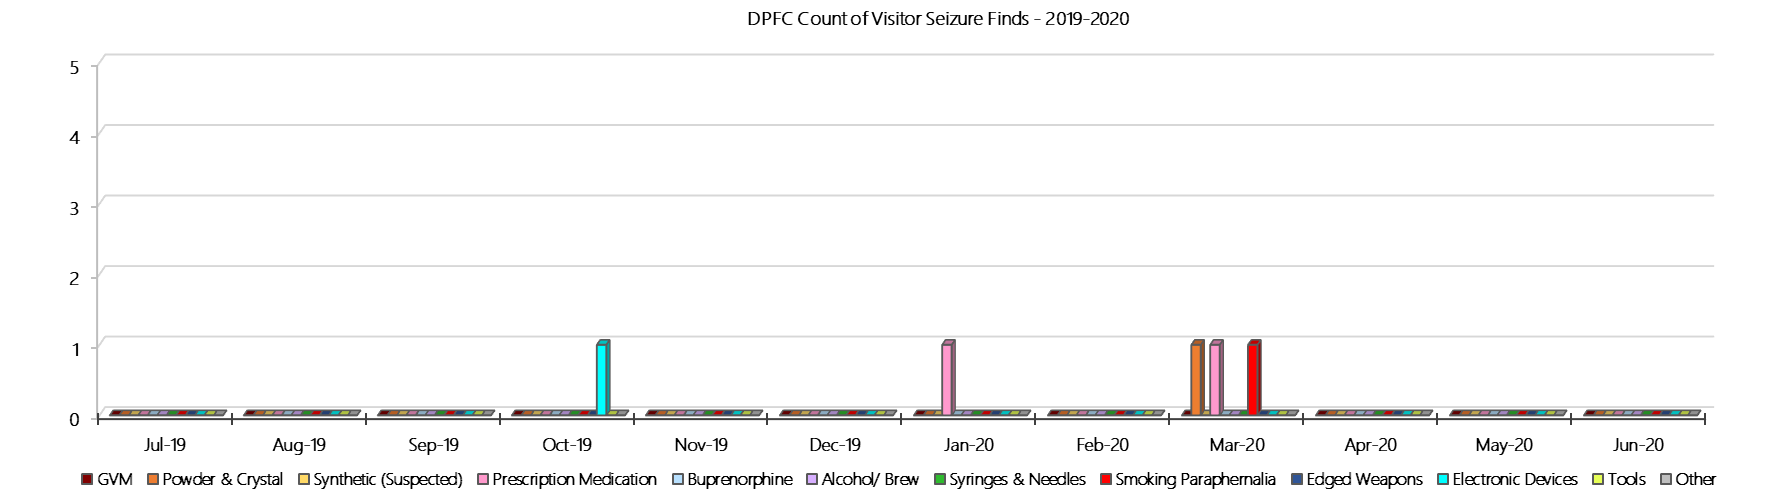 DPFC Count of Visitor Seizure Finds - 2019-2020
5
4
3
2
1
0
Jul-19 Aug-19 Sep-19 Oct-19 Nov-19 Dec-19 Jan-20 Feb-20 Mar-20 Apr-20 May-20 Jun-20
GVM Powder & Crystal Synthetic (Suspected) Prescription Medication Buprenorphine Alcohol/ Brew Syringes & Needles Smoking Paraphernalia Edged Weapons Electronic Devices Tools Other